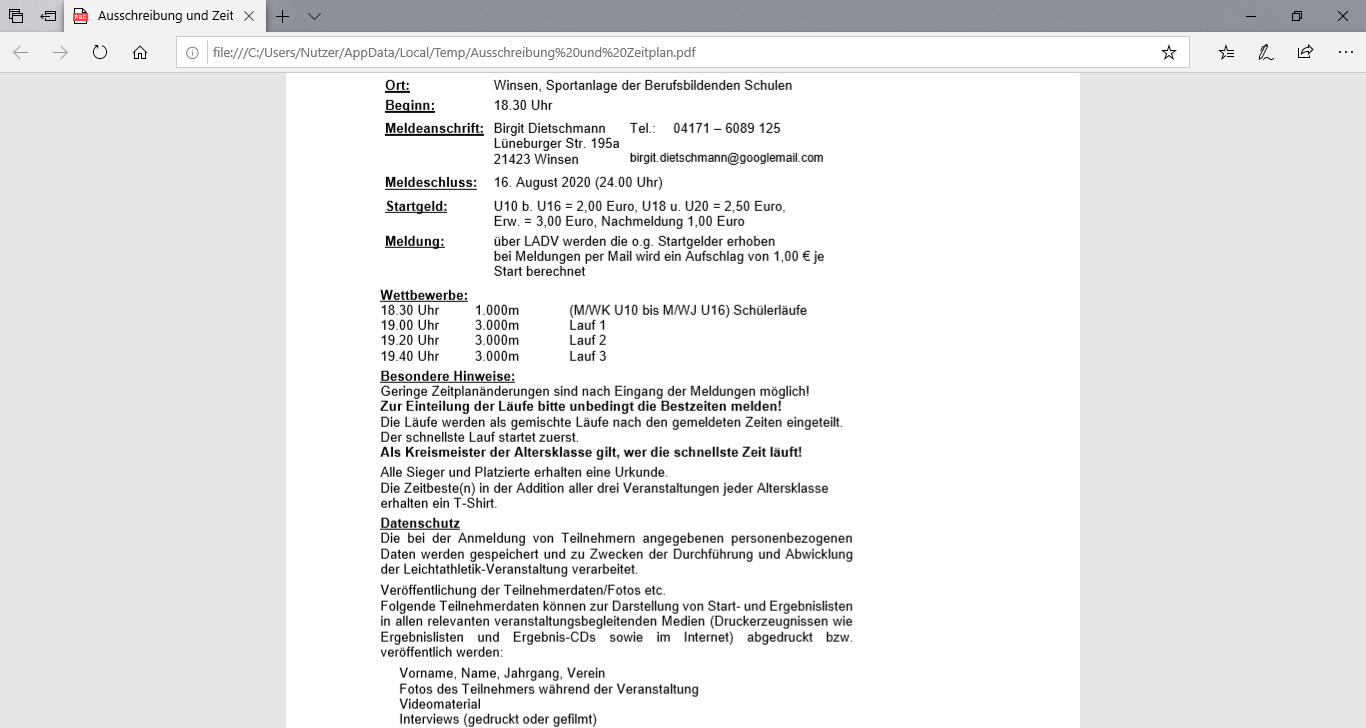 Ausschreibung und Zeit
file:///C:/Users/Nutzer/AppData/Local/Temp/Ausschreibung%20und%20Zeitplan.pdf
Ort: Winsen, Sportanlage der Berufsbildenden Schulen
Beginn: 18.30 Uhr
Meldeanschrift: Birgit Dietschmann Tel.: 04171 – 6089 125
Lüneburger Str. 195a
21423 Winsen birgit.dietschmann@googlemail.com
Meldeschluss: 16. August 2020 (24.00 Uhr)
Startgeld: U10 b. U16 = 2,00 Euro, U18 u. U20 = 2,50 Euro,
Erw. = 3,00 Euro, Nachmeldung 1,00 Euro
Meldung: über LADV werden die o.g. Startgelder erhoben
bei Meldungen per Mail wird ein Aufschlag von 1,00 € je
Start berechnet
Wettbewerbe:
18.30 Uhr 1.000m (M/WK U10 bis M/WJ U16) Schülerläufe
19.00 Uhr 3.000m Lauf 1
19.20 Uhr 3.000m Lauf 2
19.40 Uhr 3.000m Lauf 3
Besondere Hinweise:
Geringe Zeitplanänderungen sind nach Eingang der Meldungen möglich!
Zur Einteilung der Läufe bitte unbedingt die Bestzeiten melden!
Die Läufe werden als gemischte Läufe nach den gemeldeten Zeiten eingeteilt.
Der schnellste Lauf startet zuerst.
Als Kreismeister der Altersklasse gilt, wer die schnellste Zeit läuft!
Alle Sieger und Platzierte erhalten eine Urkunde.
Die Zeitbeste(n) in der Addition aller drei Veranstaltungen jeder Altersklasse
erhalten ein T-Shirt.
Datenschutz
Die bei der Anmeldung von Teilnehmern angegebenen personenbezogenen
Daten werden gespeichert und zu Zwecken der Durchführung und Abwicklung
der Leichtathletik-Veranstaltung verarbeitet.
Veröffentlichung der Teilnehmerdaten/Fotos etc.
Folgende Teilnehmerdaten können zur Darstellung von Start- und Ergebnislisten
in allen relevanten veranstaltungsbegleitenden Medien (Druckerzeugnissen wie
Ergebnislisten und Ergebnis-CDs sowie im Internet) abgedruckt bzw.
veröffentlich werden:
Vorname, Name, Jahrgang, Verein
Fotos des Teilnehmers während der Veranstaltung
Videomaterial
Interviews (gedruckt oder gefilmt)